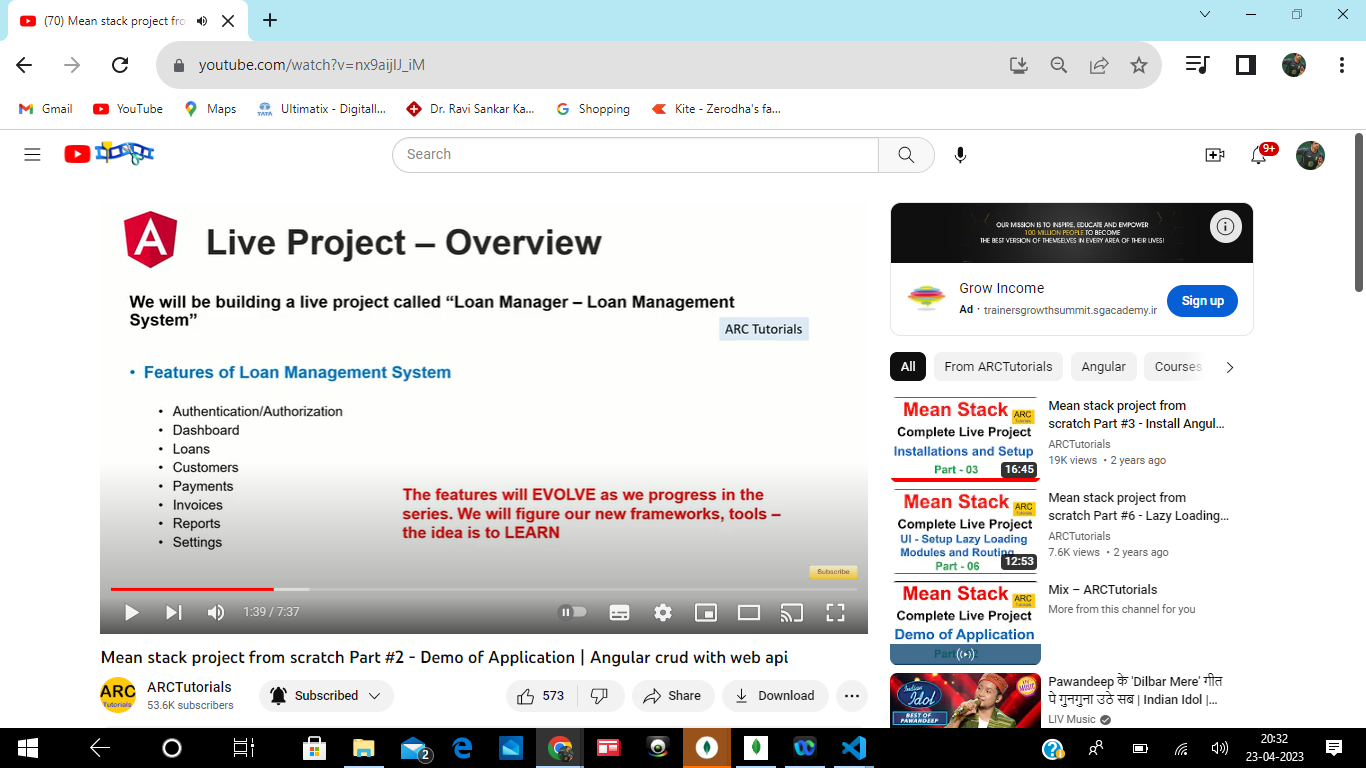 (70) Mean stack project fro
youtube.com/watch?v=nx9aijIJ_iM
Gmail
YouTube
Maps
TATA
Ultimatix - Digitall...
Dr. Ravi Sankar Ka...
Shopping
Kite - Zerodha's fa...
Search
9+
Live Project – Overview
We will be building a live project called “Loan Manager – Loan Management
System”
ARC Tutorials
• Features of Loan Management System
• Authentication/Authorization
• Dashboard
• Loans
• Customers
• Payments
• Invoices
• Reports
• Settings
The features will EVOLVE as we progress in the
series. We will figure our new frameworks, tools –
the idea is to LEARN
Subscribe
1:39 / 7:37
Mean stack project from scratch Part #2 - Demo of Application | Angular crud with web api
ARC
Tutorials
ARCTutorials
53.6K subscribers
Subscribed
573
Share
Download
OUR MISSION IS TO INSPIRE, EDUCATE AND EMPOWER
100 MILLION PEOPLE TO BECOME
THE BEST VERSION OF THEMSELVES IN EVERY AREA OF THEIR LIVES!
Grow Income
Ad · trainersgrowthsummit.sgacademy.ir
Sign up
All
From ARCTutorials
Angular
Courses
Mean Stack
ARC
Tutorials
Complete Live Project
Installations and Setup
Part - 03
16:45
Mean stack project from
scratch Part #3 - Install Angul...
ARCTutorials
19K views • 2 years ago
Mean Stack
ARC
Tutorials
Complete Live Project
UI - Setup Lazy Loading
Modules and Routing
Part - 06
12:53
Mean stack project from
scratch Part #6 - Lazy Loading...
ARCTutorials
7.6K views • 2 years ago
Mean Stack
ARC
Tutorials
Complete Live Project
Demo of Application
Mix – ARCTutorials
More from this channel for you
Indian
Idol
BEST OF
PAWANDEEP
Pawandeep के 'Dilbar Mere' गीत
पे गुनगुना उठे सब | Indian Idol |...
LIV Music
2
20:32
23-04-2023